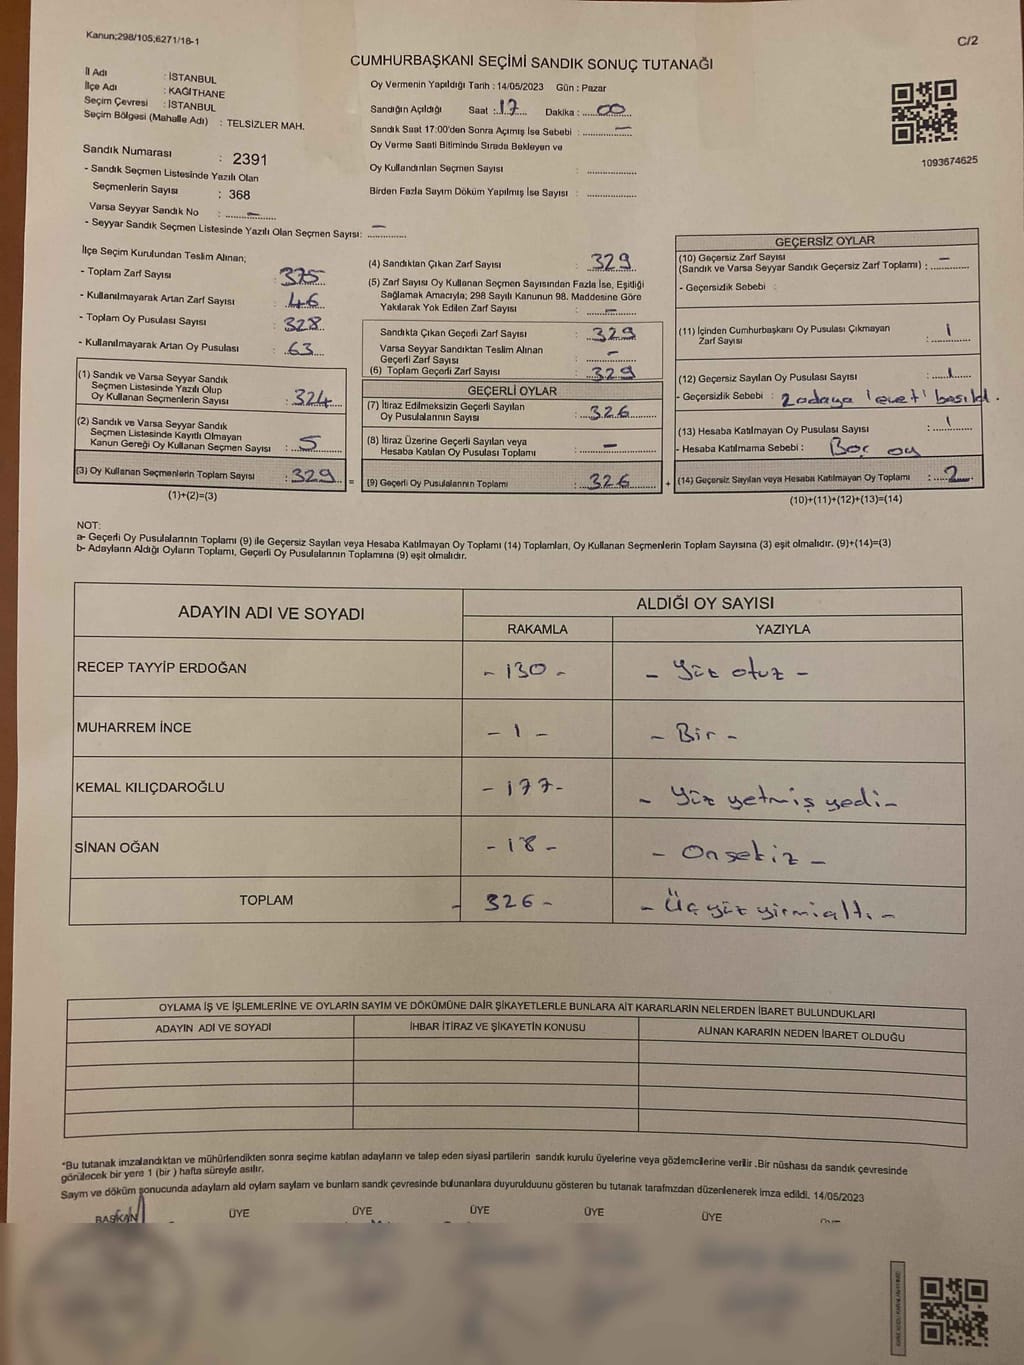 Kanun;298/105,6271/18-1
C/2
CUMHURBAŞKANI SEÇİMİ SANDIK SONUÇ TUTANAĞI
İl Adı : İSTANBUL
İlçe Adı : KAĞITHANE
Seçim Çevresi : İSTANBUL
Seçim Bölgesi (Mahalle Adı) : TELSİZLER MAH.
Oy Vermenin Yapıldığı Tarih : 14/05/2023 Gün : Pazar
Sandığın Açıldığı Saat : 17 Dakika : 00
Sandık Saat 17:00'den Sonra Açımış İse Sebebi : –
Oy Verme Saati Bitiminde Sırada Bekleyen ve
Oy Kullandırılan Seçmen Sayısı :
Birden Fazla Sayım Döküm Yapılmış İse Sayısı :
1093674625
Sandık Numarası : 2391
- Sandık Seçmen Listesinde Yazılı Olan
Seçmenlerin Sayısı : 368
Varsa Seyyar Sandık No : –
- Seyyar Sandık Seçmen Listesinde Yazılı Olan Seçmen Sayısı: –
İlçe Seçim Kurulundan Teslim Alınan;
- Toplam Zarf Sayısı : 375
- Kullanılmayarak Artan Zarf Sayısı : 46
- Toplam Oy Pusulası Sayısı : 328
- Kullanılmayarak Artan Oy Pusulası : 63
(1) Sandık ve Varsa Seyyar Sandık
Seçmen Listesinde Yazılı Olup
Oy Kullanan Seçmenlerin Sayısı : 324
(2) Sandık ve Varsa Seyyar Sandık
Seçmen Listesinde Kayıtlı Olmayan
Kanun Gereği Oy Kullanan Seçmen Sayısı : 5
(3) Oy Kullanan Seçmenlerin Toplam Sayısı : 329 =
(1)+(2)=(3)
(4) Sandıktan Çıkan Zarf Sayısı : 329
(5) Zarf Sayısı Oy Kullanan Seçmen Sayısından Fazla İse, Eşitliği
Sağlamak Amacıyla; 298 Sayılı Kanunun 98. Maddesine Göre
Yakılarak Yok Edilen Zarf Sayısı : –
Sandıkta Çıkan Geçerli Zarf Sayısı : 329
Varsa Seyyar Sandıktan Teslim Alınan
Geçerli Zarf Sayısı : –
(6) Toplam Geçerli Zarf Sayısı : 329
GEÇERLİ OYLAR
(7) İtiraz Edilmeksizin Geçerli Sayılan
Oy Pusulalarının Sayısı : 326
(8) İtiraz Üzerine Geçerli Sayılan veya
Hesaba Katılan Oy Pusulası Toplamı : –
(9) Geçerli Oy Pusulalarının Toplamı : 326 +
GEÇERSİZ OYLAR
(10) Geçersiz Zarf Sayısı
(Sandık ve Varsa Seyyar Sandık Geçersiz Zarf Toplamı) : –
- Geçersizlik Sebebi :
(11) İçinden Cumhurbaşkanı Oy Pusulası Çıkmayan
Zarf Sayısı : 1
(12) Geçersiz Sayılan Oy Pusulası Sayısı : 1
- Geçersizlik Sebebi : 2 adaya 'evet' basıldı.
(13) Hesaba Katılmayan Oy Pusulası Sayısı : 1
- Hesaba Katılmama Sebebi : Boş oy
(14) Geçersiz Sayılan veya Hesaba Katılmayan Oy Toplamı : 2
(10)+(11)+(12)+(13)=(14)
NOT:
a- Geçerli Oy Pusulalarının Toplamı (9) ile Geçersiz Sayılan veya Hesaba Katılmayan Oy Toplamı (14) Toplamları, Oy Kullanan Seçmenlerin Toplam Sayısına (3) eşit olmalıdır. (9)+(14)=(3)
b- Adayların Aldığı Oyların Toplamı, Geçerli Oy Pusulalarının Toplamına (9) eşit olmalıdır.
ADAYIN ADI VE SOYADI ALDIĞI OY SAYISI
RAKAMLA YAZIYLA
RECEP TAYYİP ERDOĞAN - 130 - - Yüz otuz -
MUHARREM İNCE - 1 - - Bir -
KEMAL KILIÇDAROĞLU - 177 - - Yüz yetmiş yedi -
SİNAN OĞAN - 18 - - On sekiz -
TOPLAM - 326 - - Üç yüz yirmialtı -
OYLAMA İŞ VE İŞLEMLERİNE VE OYLARIN SAYIM VE DÖKÜMÜNE DAİR ŞİKAYETLERLE BUNLARA AİT KARARLARIN NELERDEN İBARET BULUNDUKLARI
ADAYIN ADI VE SOYADI İHBAR İTİRAZ VE ŞİKAYETİN KONUSU ALINAN KARARIN NEDEN İBARET OLDUĞU
*Bu tutanak imzalandıktan ve mühürlendikten sonra seçime katılan adayların ve talep eden siyasi partilerin sandık kurulu üyelerine veya gözlemcilerine verilir .Bir nüshası da sandık çevresinde
görülecek bir yere 1 (bir ) hafta süreyle asılır.
Sayım ve döküm sonucunda adayların ald oyların sayların ve bunların sandk çevresinde bulunanlara duyurulduunu gösteren bu tutanak tarafmzdan düzenlenerek imza edildi. 14/05/2023
BAŞKAN ÜYE ÜYE ÜYE ÜYE ÜYE